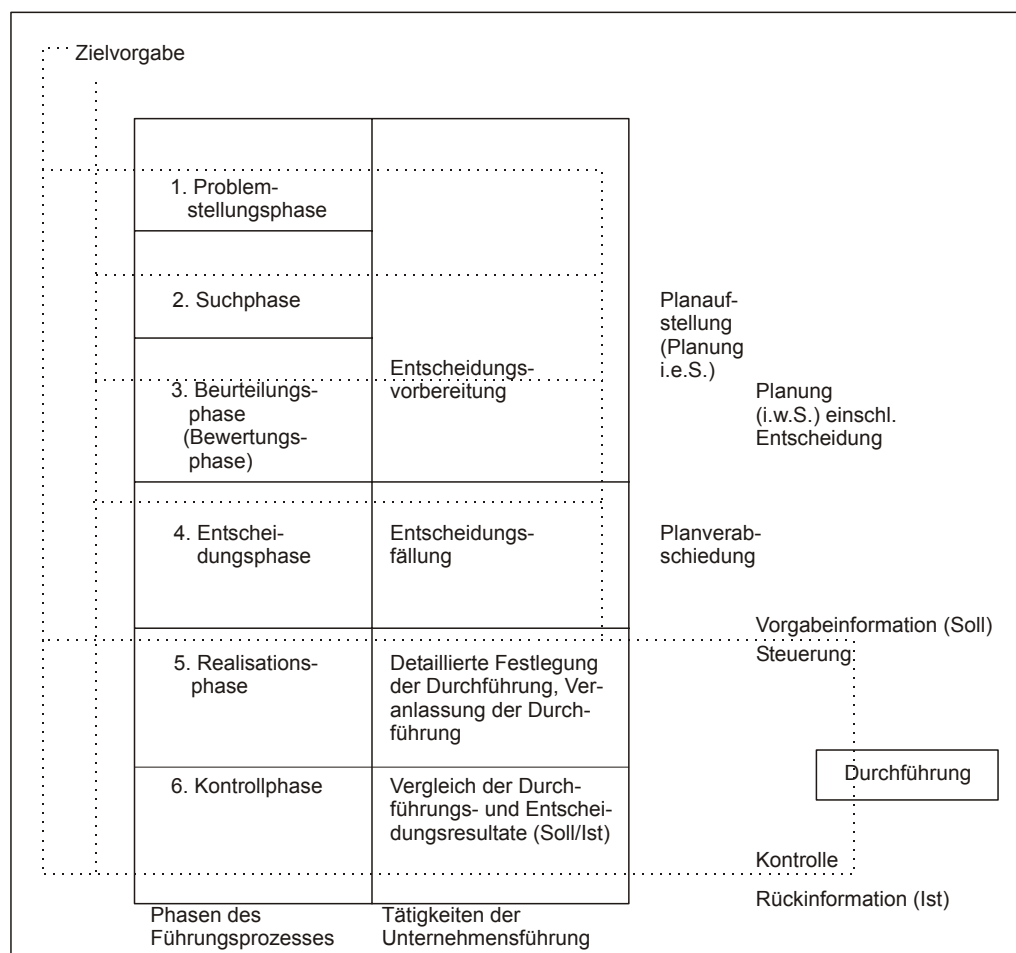 Zielvorgabe
1. Problem-
stellungsphase
2. Suchphase
3. Beurteilungs-
phase
(Bewertungs-
phase)
Entscheidungs-
vorbereitung
Planauf-
stellung
(Planung
i.e.S.)
Planung
(i.w.S.) einschl.
Entscheidung
4. Entschei-
dungsphase
Entscheidungs-
fällung
Planverab-
schiedung
Vorgabeinformation (Soll)
Steuerung
5. Realisations-
phase
Detaillierte Festlegung
der Durchführung, Ver-
anlassung der Durch-
führung
Durchführung
6. Kontrollphase
Vergleich der Durch-
führungs- und Entschei-
dungsresultate (Soll/Ist)
Kontrolle
Rückinformation (Ist)
Phasen des
Führungsprozesses
Tätigkeiten der
Unternehmensführung